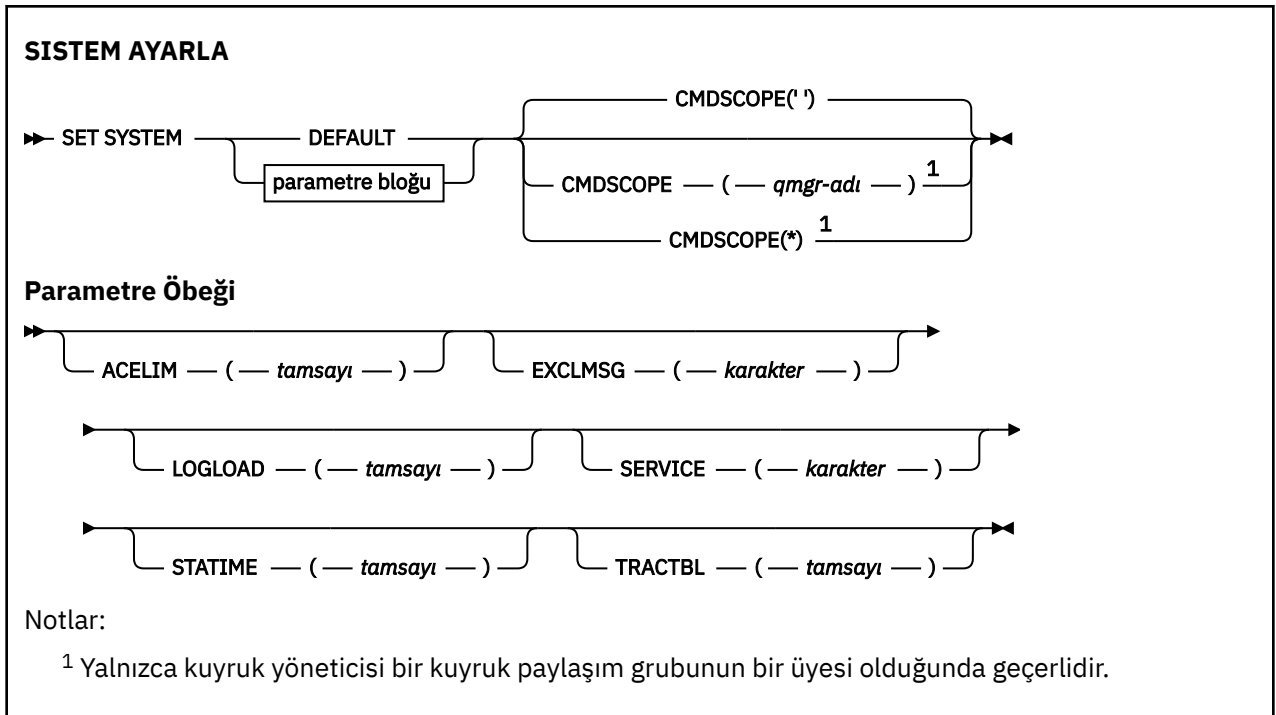 SISTEM AYARLA
CMDSCOPE(' ')
SET SYSTEM DEFAULT
parametre bloğu
CMDSCOPE ( qmgr-adı ) 1
CMDSCOPE(*) 1
Parametre Öbeği
ACELIM ( tamsayı ) EXCLMSG ( karakter )
LOGLOAD ( tamsayı ) SERVICE ( karakter )
STATIME ( tamsayı ) TRACTBL ( tamsayı )
Notlar:
1 Yalnızca kuyruk yöneticisi bir kuyruk paylaşım grubunun bir üyesi olduğunda geçerlidir.